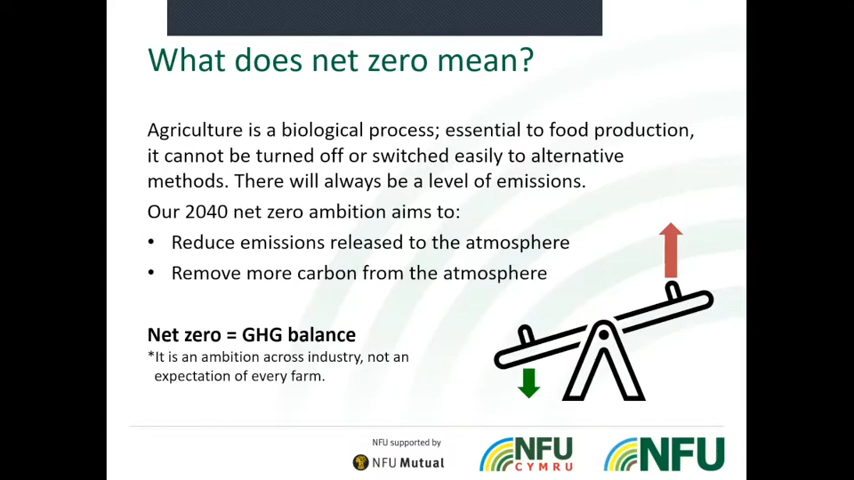 What does net zero mean?
Agriculture is a biological process; essential to food production,
it cannot be turned off or switched easily to alternative
methods. There will always be a level of emissions.
Our 2040 net zero ambition aims to:
• Reduce emissions released to the atmosphere
• Remove more carbon from the atmosphere
Net zero = GHG balance
*It is an ambition across industry, not an
expectation of every farm.
NFU supported by
NFU Mutual
NFU
CYMRU
NFU